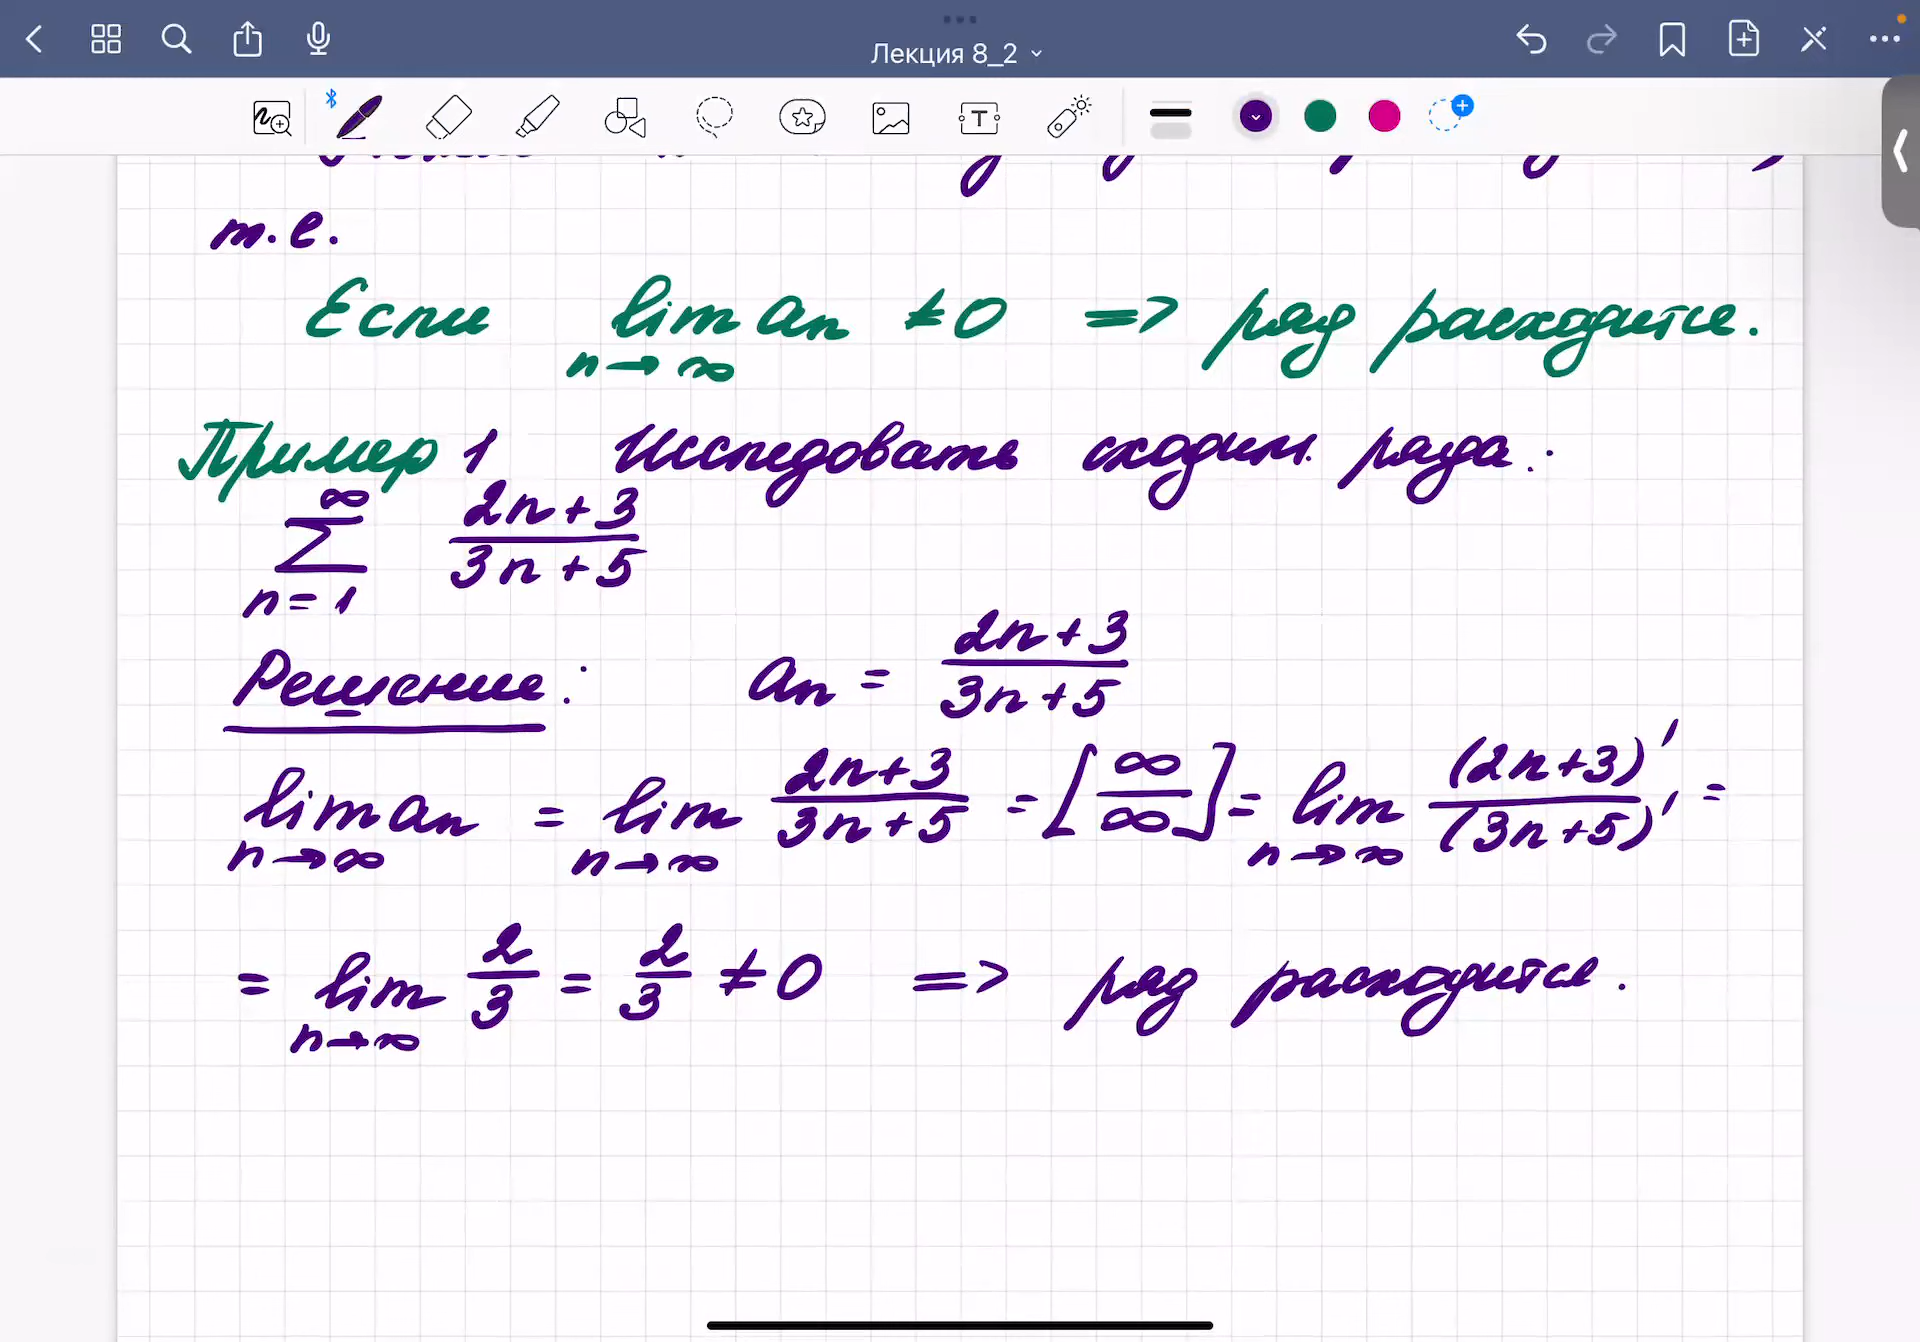 Лекция 8_2
т.е.
Если lim aₙ ≠ 0 => ряд расходится.
n→∞
Пример 1 Исследовать сходим. ряда:
∞
∑ (2n+3)/(3n+5)
n=1
Решение: aₙ = (2n+3)/(3n+5)
lim aₙ = lim (2n+3)/(3n+5) = [∞/∞] = lim (2n+3)'/(3n+5)' =
n→∞ n→∞ n→∞
= lim 2/3 = 2/3 ≠ 0 => ряд расходится.
n→∞